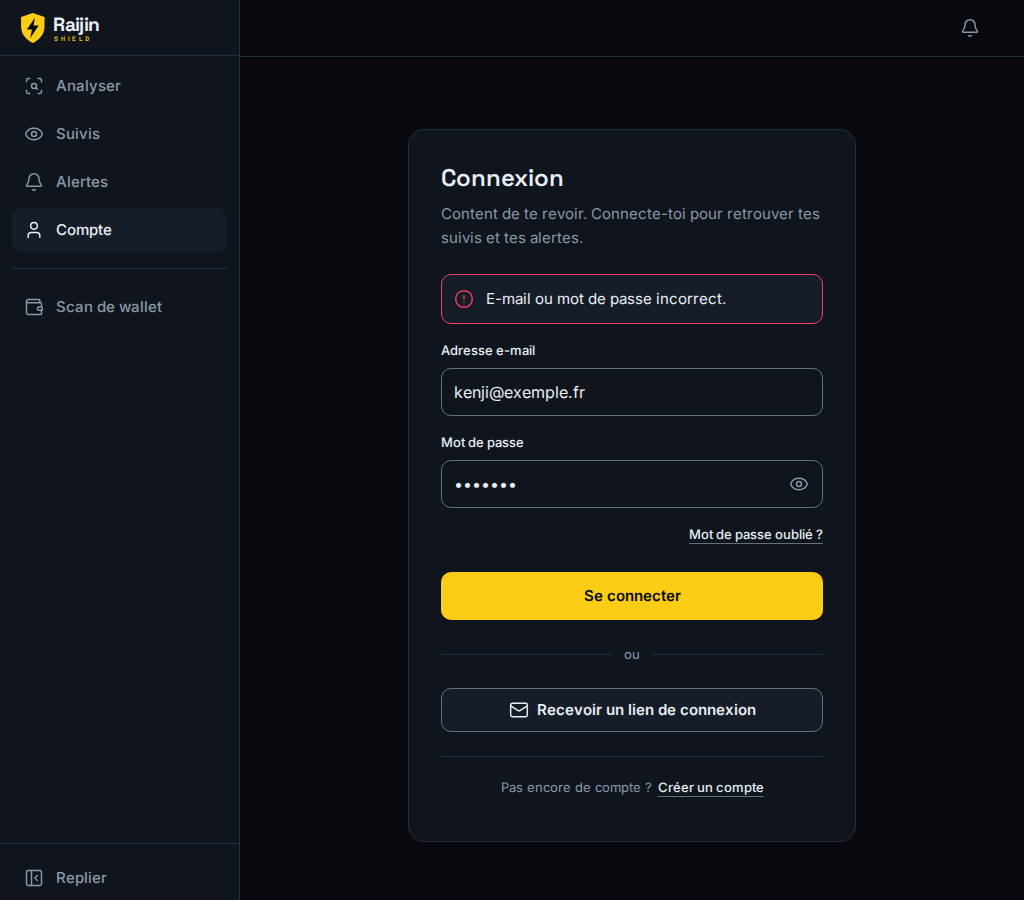 Raijin
SHIELD
Analyser
Suivis
Alertes
Compte
Scan de wallet
Replier
Connexion
Content de te revoir. Connecte-toi pour retrouver tes
suivis et tes alertes.
E-mail ou mot de passe incorrect.
Adresse e-mail
kenji@exemple.fr
Mot de passe
•••••••
Mot de passe oublié ?
Se connecter
ou
Recevoir un lien de connexion
Pas encore de compte ? Créer un compte